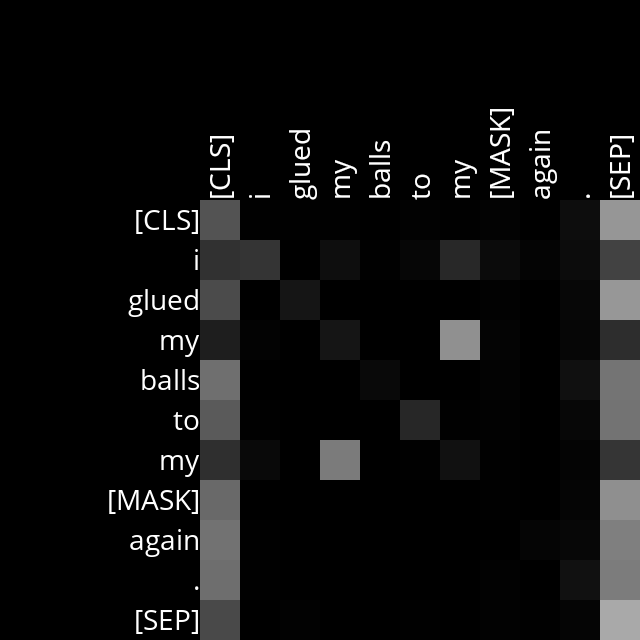 [CLS] i glued my balls to my [MASK] again . [SEP]
[CLS]
i
glued
my
balls
to
my
[MASK]
again
.
[SEP]